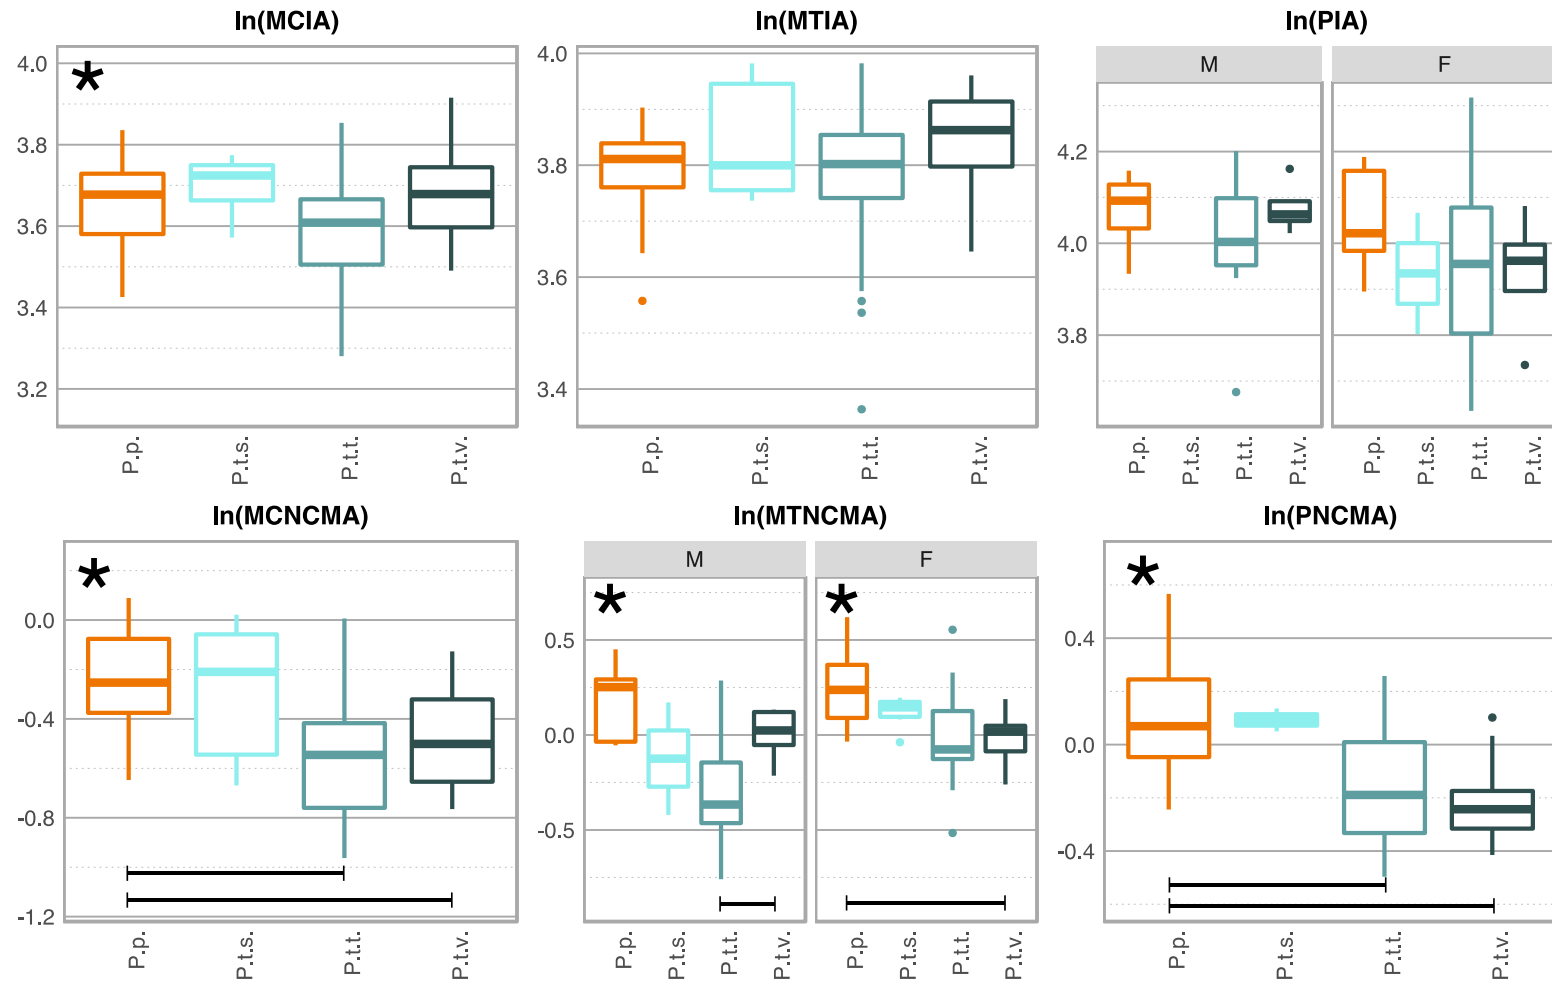 ln(MCIA)
4.0
3.8
3.6
3.4
3.2
*
P.p.
P.t.s.
P.t.t.
P.t.v.
ln(MTIA)
4.0
3.8
3.6
3.4
P.p.
P.t.s.
P.t.t.
P.t.v.
ln(PIA)
M
F
4.2
4.0
3.8
P.p.
P.t.s.
P.t.t.
P.t.v.
P.p.
P.t.s.
P.t.t.
P.t.v.
ln(MCNCMA)
*
0.0
-0.4
-0.8
-1.2
P.p.
P.t.s.
P.t.t.
P.t.v.
ln(MTNCMA)
M
F
*
*
0.5
0.0
-0.5
P.p.
P.t.s.
P.t.t.
P.t.v.
P.p.
P.t.s.
P.t.t.
P.t.v.
ln(PNCMA)
*
0.4
0.0
-0.4
P.p.
P.t.s.
P.t.t.
P.t.v.